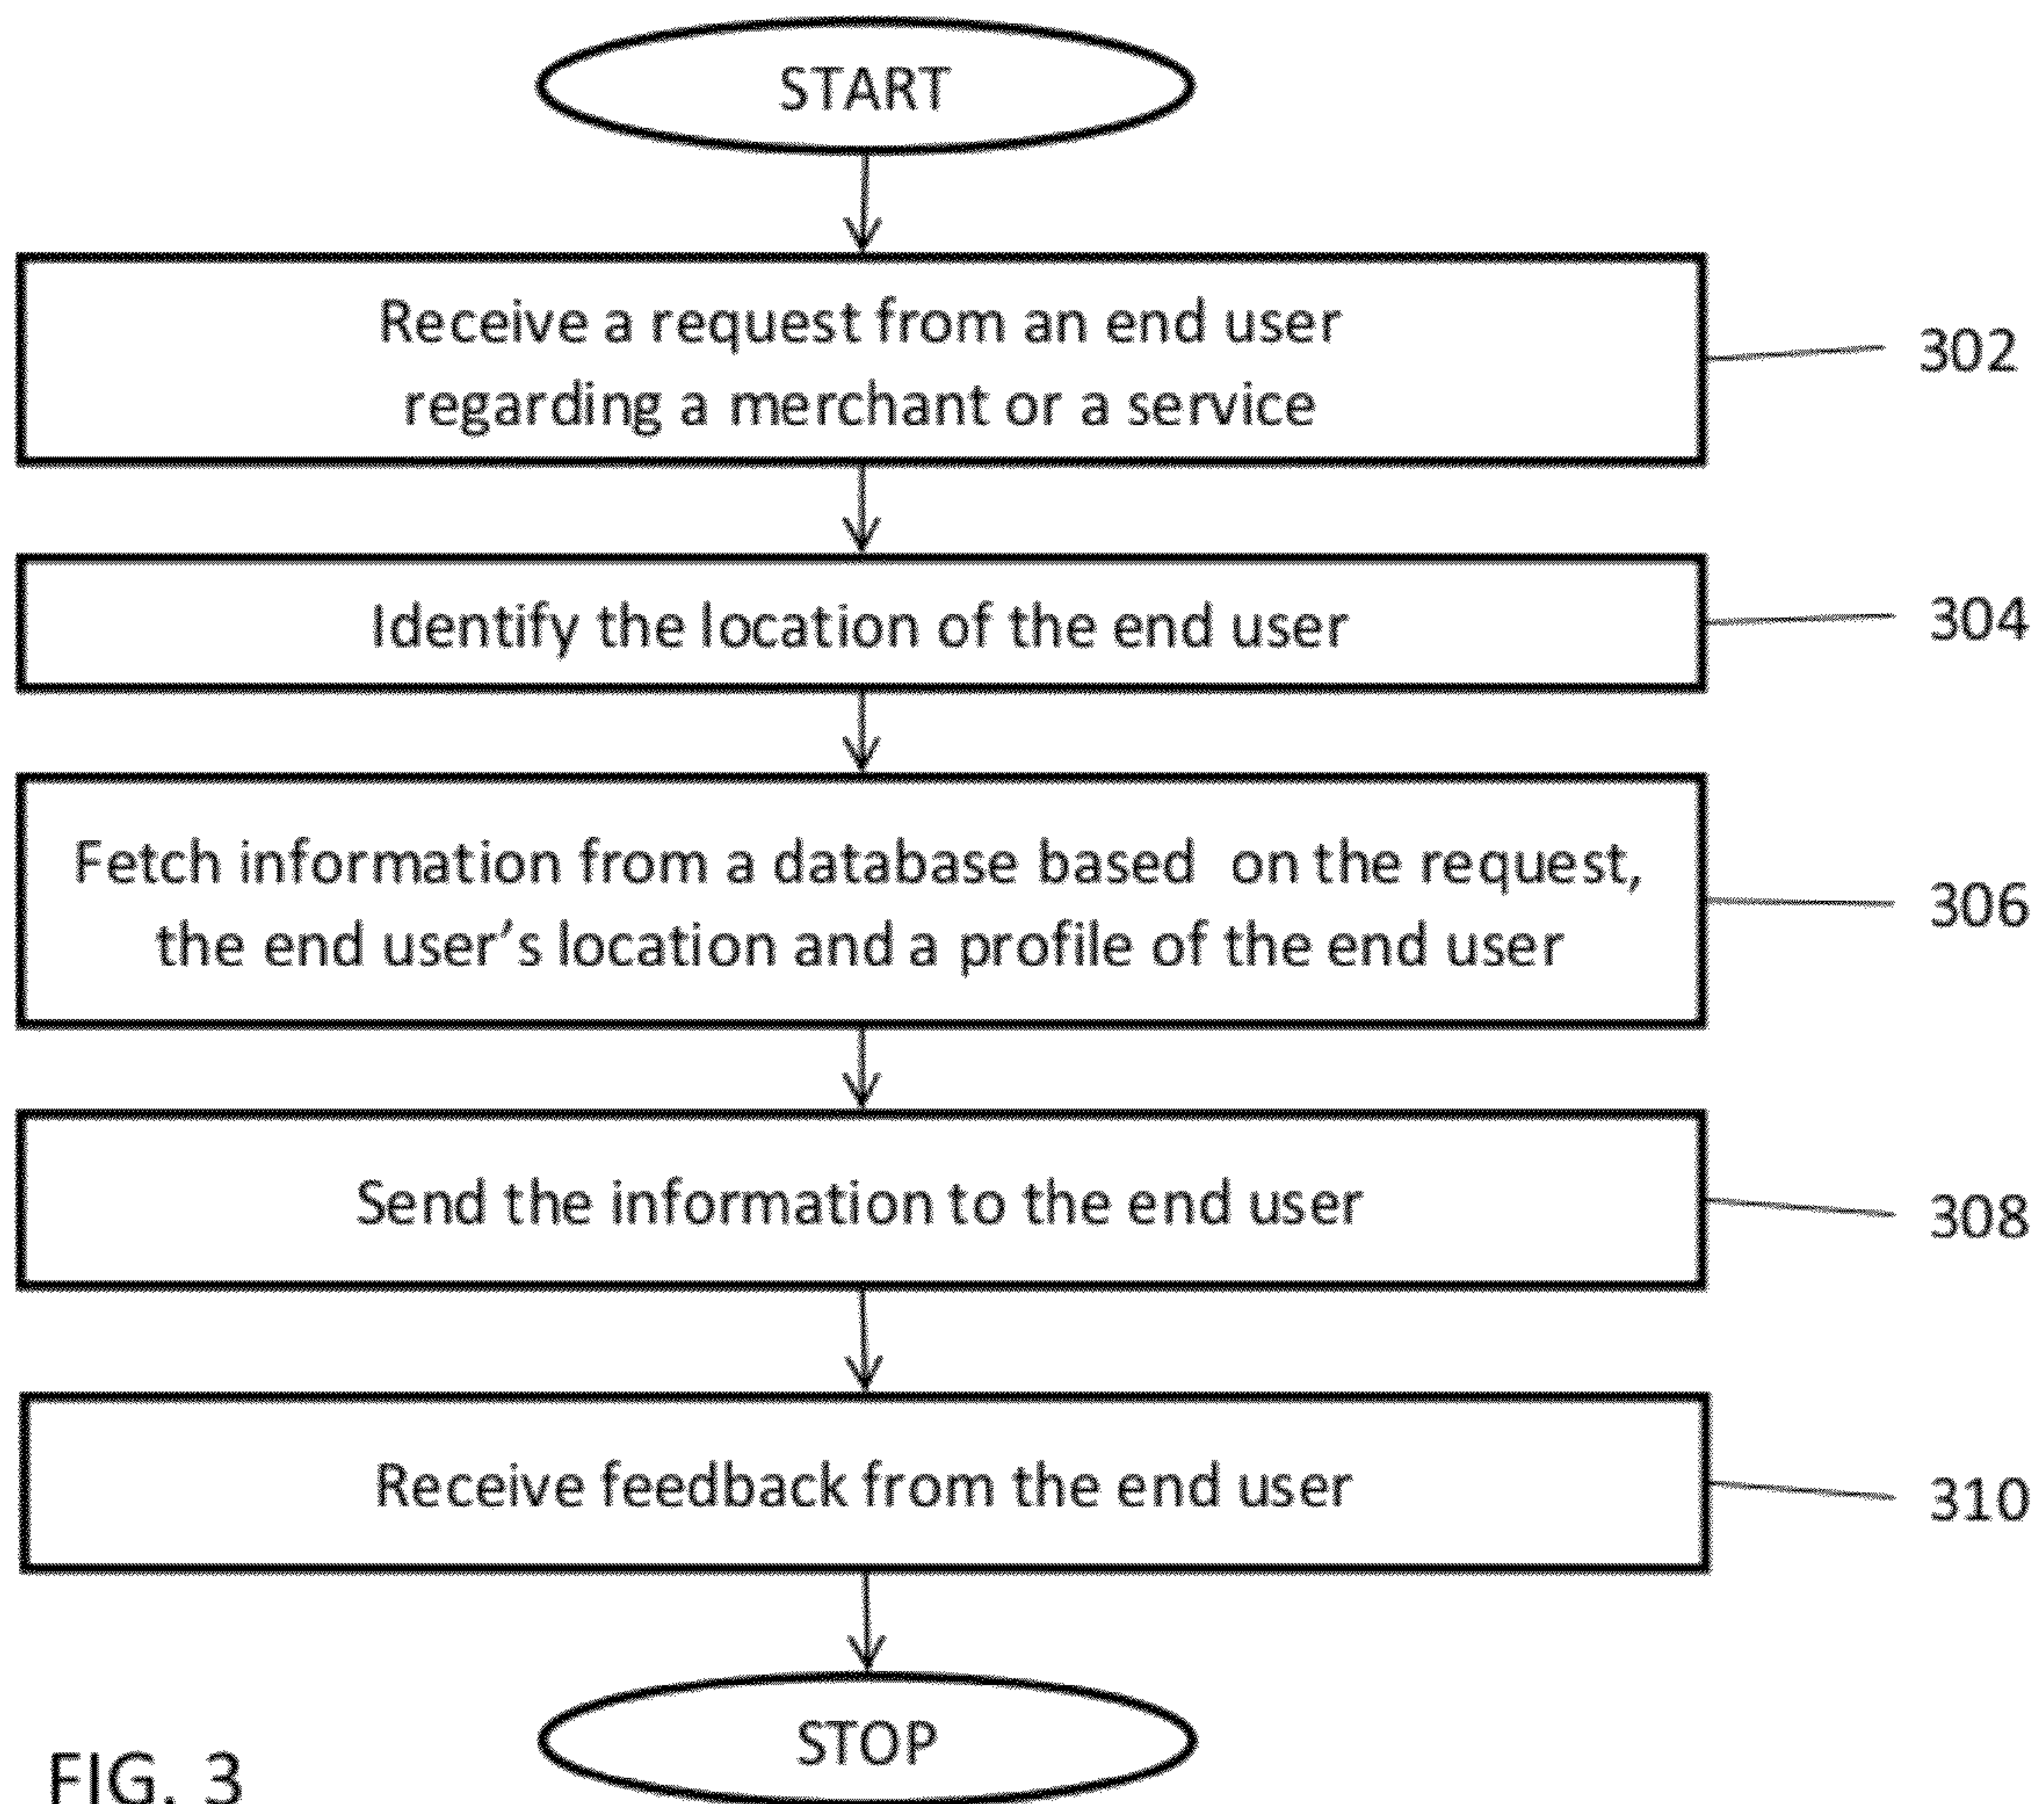 START
Receive a request from an end user
regarding a merchant or a service
302
Identify the location of the end user
304
Fetch information from a database based  on the request,
the end user’s location and a profile of the end user
306
Send the information to the end user
308
Receive feedback from the end user
310
STOP
FIG. 3